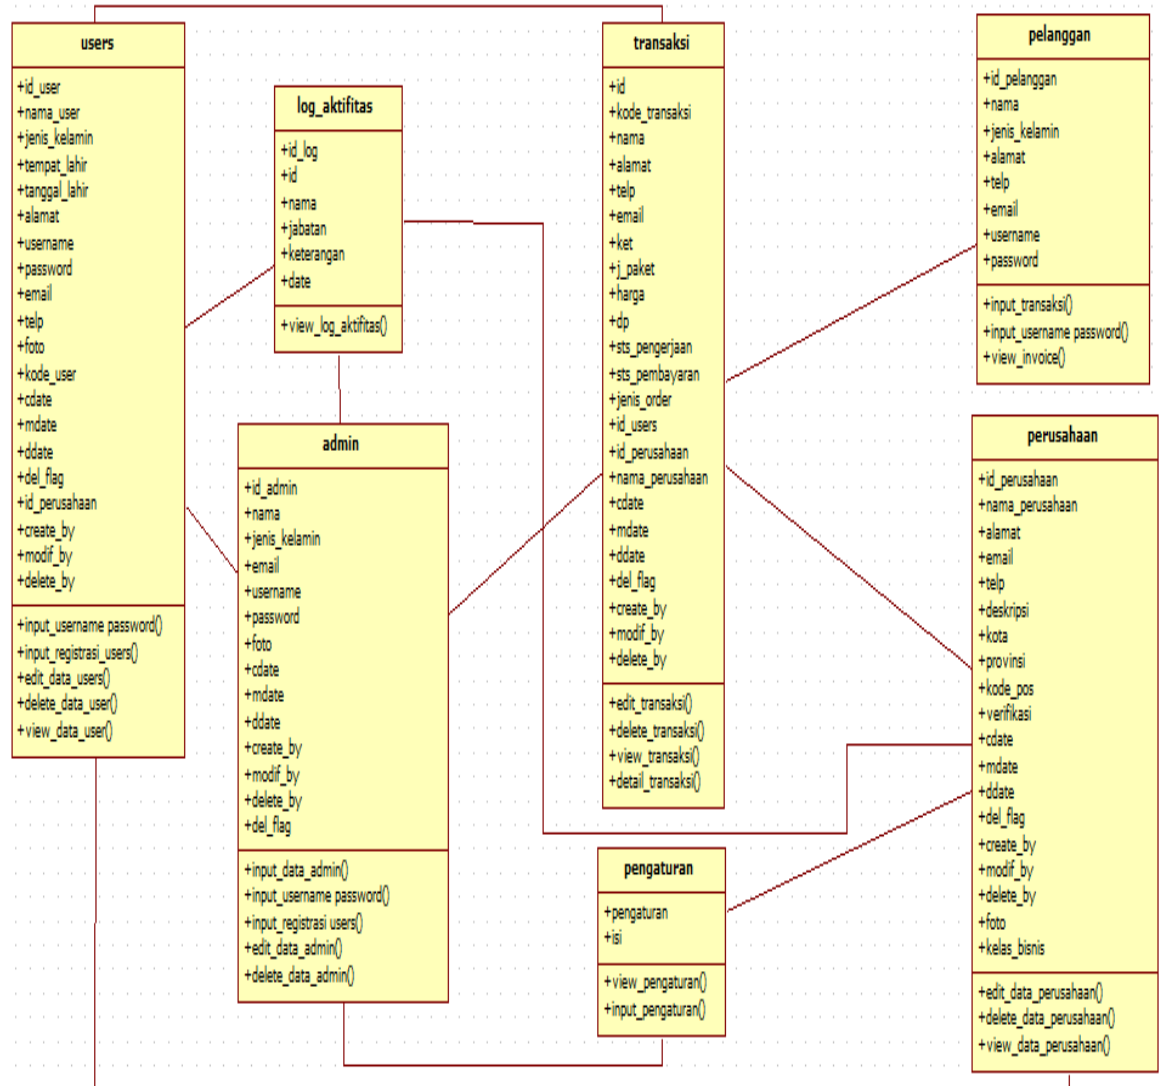 users
+id_user
+nama_user
+jenis_kelamin
+tempat_lahir
+tanggal_lahir
+alamat
+username
+password
+email
+telp
+foto
+kode_user
+cdate
+mdate
+ddate
+del_flag
+id_perusahaan
+create_by
+modif_by
+delete_by
+input_username password()
+input_registrasi_users()
+edit_data_users()
+delete_data_user()
+view_data_user()
log_aktifitas
+id_log
+id
+nama
+jabatan
+keterangan
+date
+view_log_aktifitas()
admin
+id_admin
+nama
+jenis_kelamin
+email
+username
+password
+foto
+cdate
+mdate
+ddate
+create_by
+modif_by
+delete_by
+del_flag
+input_data_admin()
+input_username password()
+input_registrasi users()
+edit_data_admin()
+delete_data_admin()
transaksi
+id
+kode_transaksi
+nama
+alamat
+telp
+email
+ket
+j_paket
+harga
+dp
+sts_pengerjaan
+sts_pembayaran
+jenis_order
+id_users
+id_perusahaan
+nama_perusahaan
+cdate
+mdate
+ddate
+del_flag
+create_by
+modif_by
+delete_by
+edit_transaksi()
+delete_transaksi()
+view_transaksi()
+detail_transaksi()
pengaturan
+pengaturan
+isi
+view_pengaturan()
+input_pengaturan()
pelanggan
+id_pelanggan
+nama
+jenis_kelamin
+alamat
+telp
+email
+username
+password
+input_transaksi()
+input_username password()
+view_invoice()
perusahaan
+id_perusahaan
+nama_perusahaan
+alamat
+email
+telp
+deskripsi
+kota
+provinsi
+kode_pos
+verifikasi
+cdate
+mdate
+ddate
+del_flag
+create_by
+modif_by
+delete_by
+foto
+kelas_bisnis
+edit_data_perusahaan()
+delete_data_perusahaan()
+view_data_perusahaan()